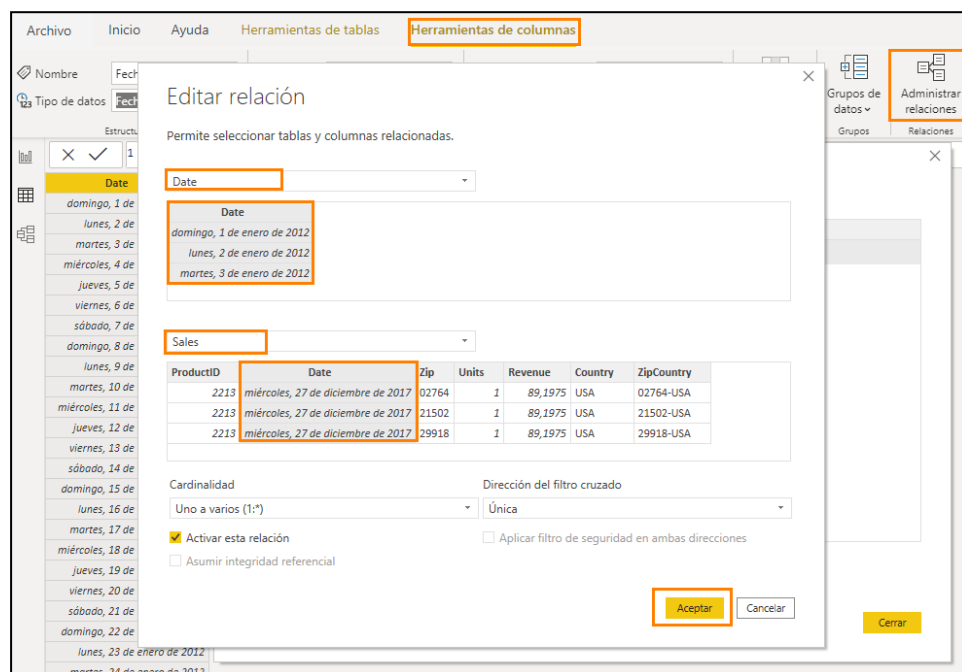 Archivo Inicio Ayuda Herramientas de tablas Herramientas de columnas
Nombre Fech
Tipo de datos Fech
Estructu
Grupos de datos
Grupos
Administrar relaciones
Relaciones
1
Date
domingo, 1 de
lunes, 2 de
martes, 3 de
miércoles, 4 de
jueves, 5 de
viernes, 6 de
sábado, 7 de
domingo, 8 de
lunes, 9 de
martes, 10 de
miércoles, 11 de
jueves, 12 de
viernes, 13 de
sábado, 14 de
domingo, 15 de
lunes, 16 de
martes, 17 de
miércoles, 18 de
jueves, 19 de
viernes, 20 de
sábado, 21 de
domingo, 22 de
lunes, 23 de enero de 2012
martes, 24 de enero de 2012
Editar relación
Permite seleccionar tablas y columnas relacionadas.
Date
Date
domingo, 1 de enero de 2012
lunes, 2 de enero de 2012
martes, 3 de enero de 2012
Sales
ProductID Date Zip Units Revenue Country ZipCountry
2213 miércoles, 27 de diciembre de 2017 02764 1 89,1975 USA 02764-USA
2213 miércoles, 27 de diciembre de 2017 21502 1 89,1975 USA 21502-USA
2213 miércoles, 27 de diciembre de 2017 29918 1 89,1975 USA 29918-USA
Cardinalidad Dirección del filtro cruzado
Uno a varios (1:*) Única
Activar esta relación Aplicar filtro de seguridad en ambas direcciones
Asumir integridad referencial
Aceptar Cancelar
Cerrar